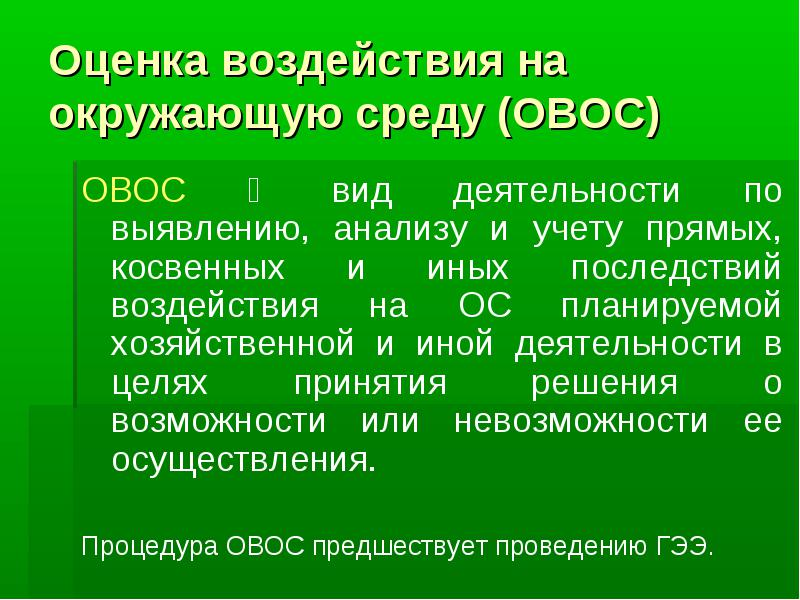 Оценка воздействия на
окружающую среду (ОВОС)
ОВОС вид деятельности по
выявлению, анализу и учету прямых,
косвенных и иных последствий
воздействия на ОС планируемой
хозяйственной и иной деятельности в
целях принятия решения о
возможности или невозможности ее
осуществления.
Процедура ОВОС предшествует проведению ГЭЭ.